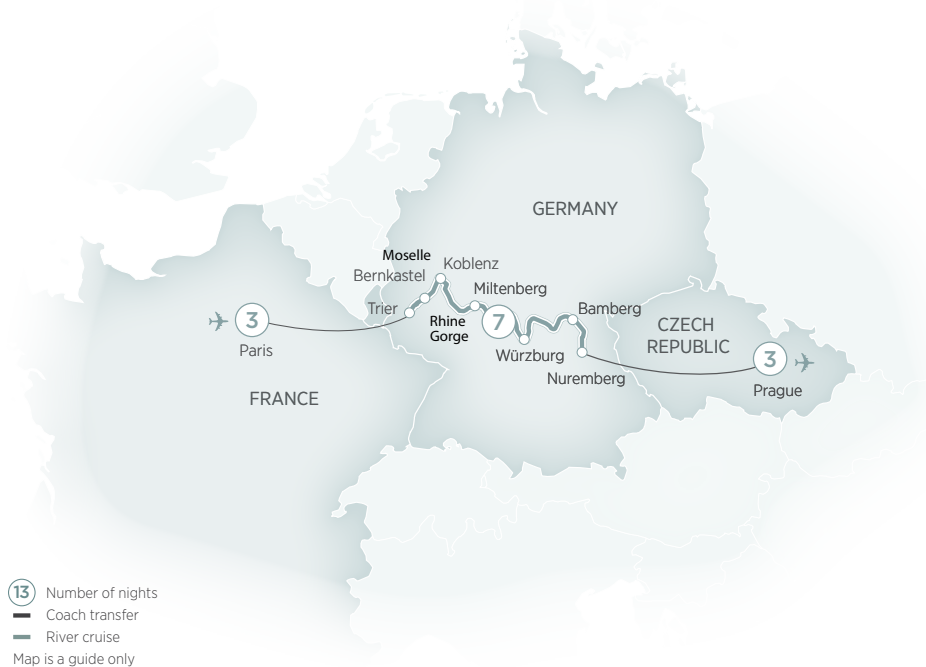 GERMANY
Moselle
Koblenz
Bernkastel
Miltenberg
Trier
Bamberg
3
Rhine
Gorge
7
CZECH
REPUBLIC
Paris
Würzburg
3
Nuremberg
Prague
FRANCE
13 Number of nights
Coach transfer
River cruise
Map is a guide only